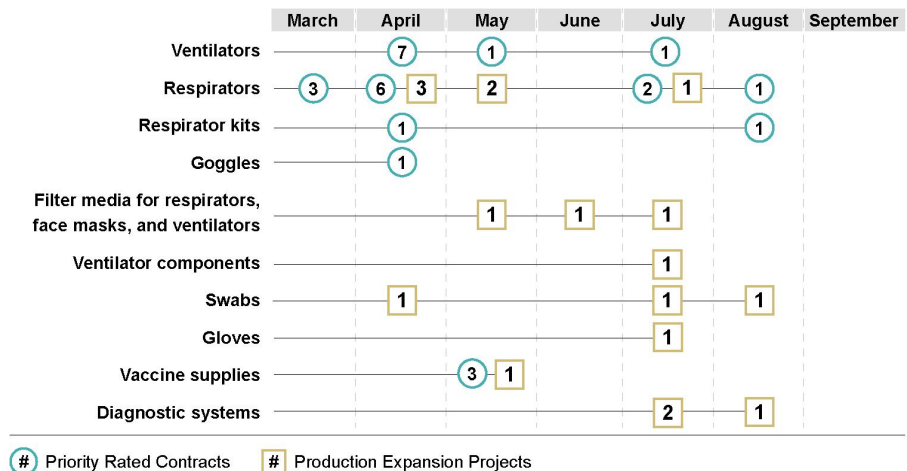 March April May June July August September
Ventilators 7 1 1
Respirators 3 6 3 2 2 1 1
Respirator kits 1 1
Goggles 1
Filter media for respirators,
face masks, and ventilators 1 1 1
Ventilator components 1
Swabs 1 1 1
Gloves 1
Vaccine supplies 3 1
Diagnostic systems 2 1
# Priority Rated Contracts # Production Expansion Projects